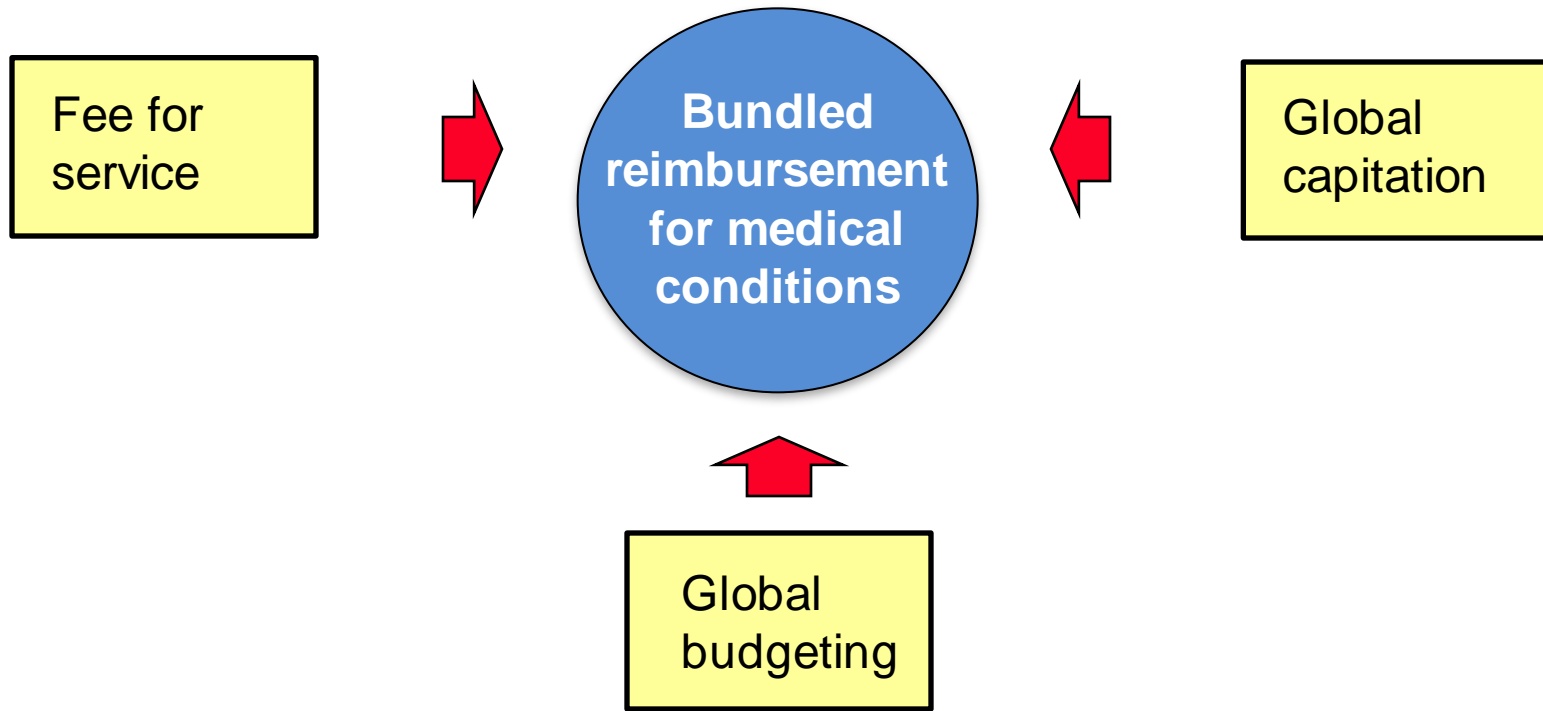 Fee for
service
Bundled
reimbursement
for medical
conditions
Global
capitation
Global
budgeting